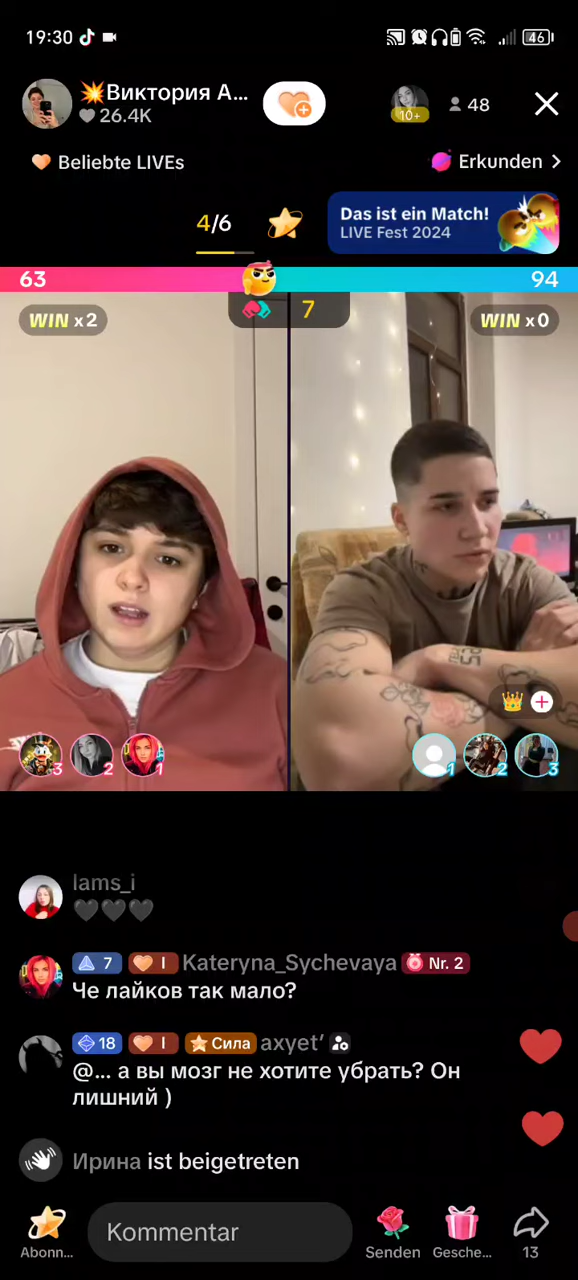 19:30
46
💥Виктория А...
26.4K
10+
48
Beliebte LIVEs
Erkunden
4/6
Das ist ein Match!
LIVE Fest 2024
63
94
WIN x2
7
WIN x0
3
2
1
1
2
3
lams_i
🖤🖤🖤
7
I
Kateryna_Sychevaya
Nr. 2
Че лайков так мало?
18
I
Сила
axyet’
@... а вы мозг не хотите убрать? Он
лишний )
Ирина ist beigetreten
Kommentar
Abonn...
Senden
Gesche...
13